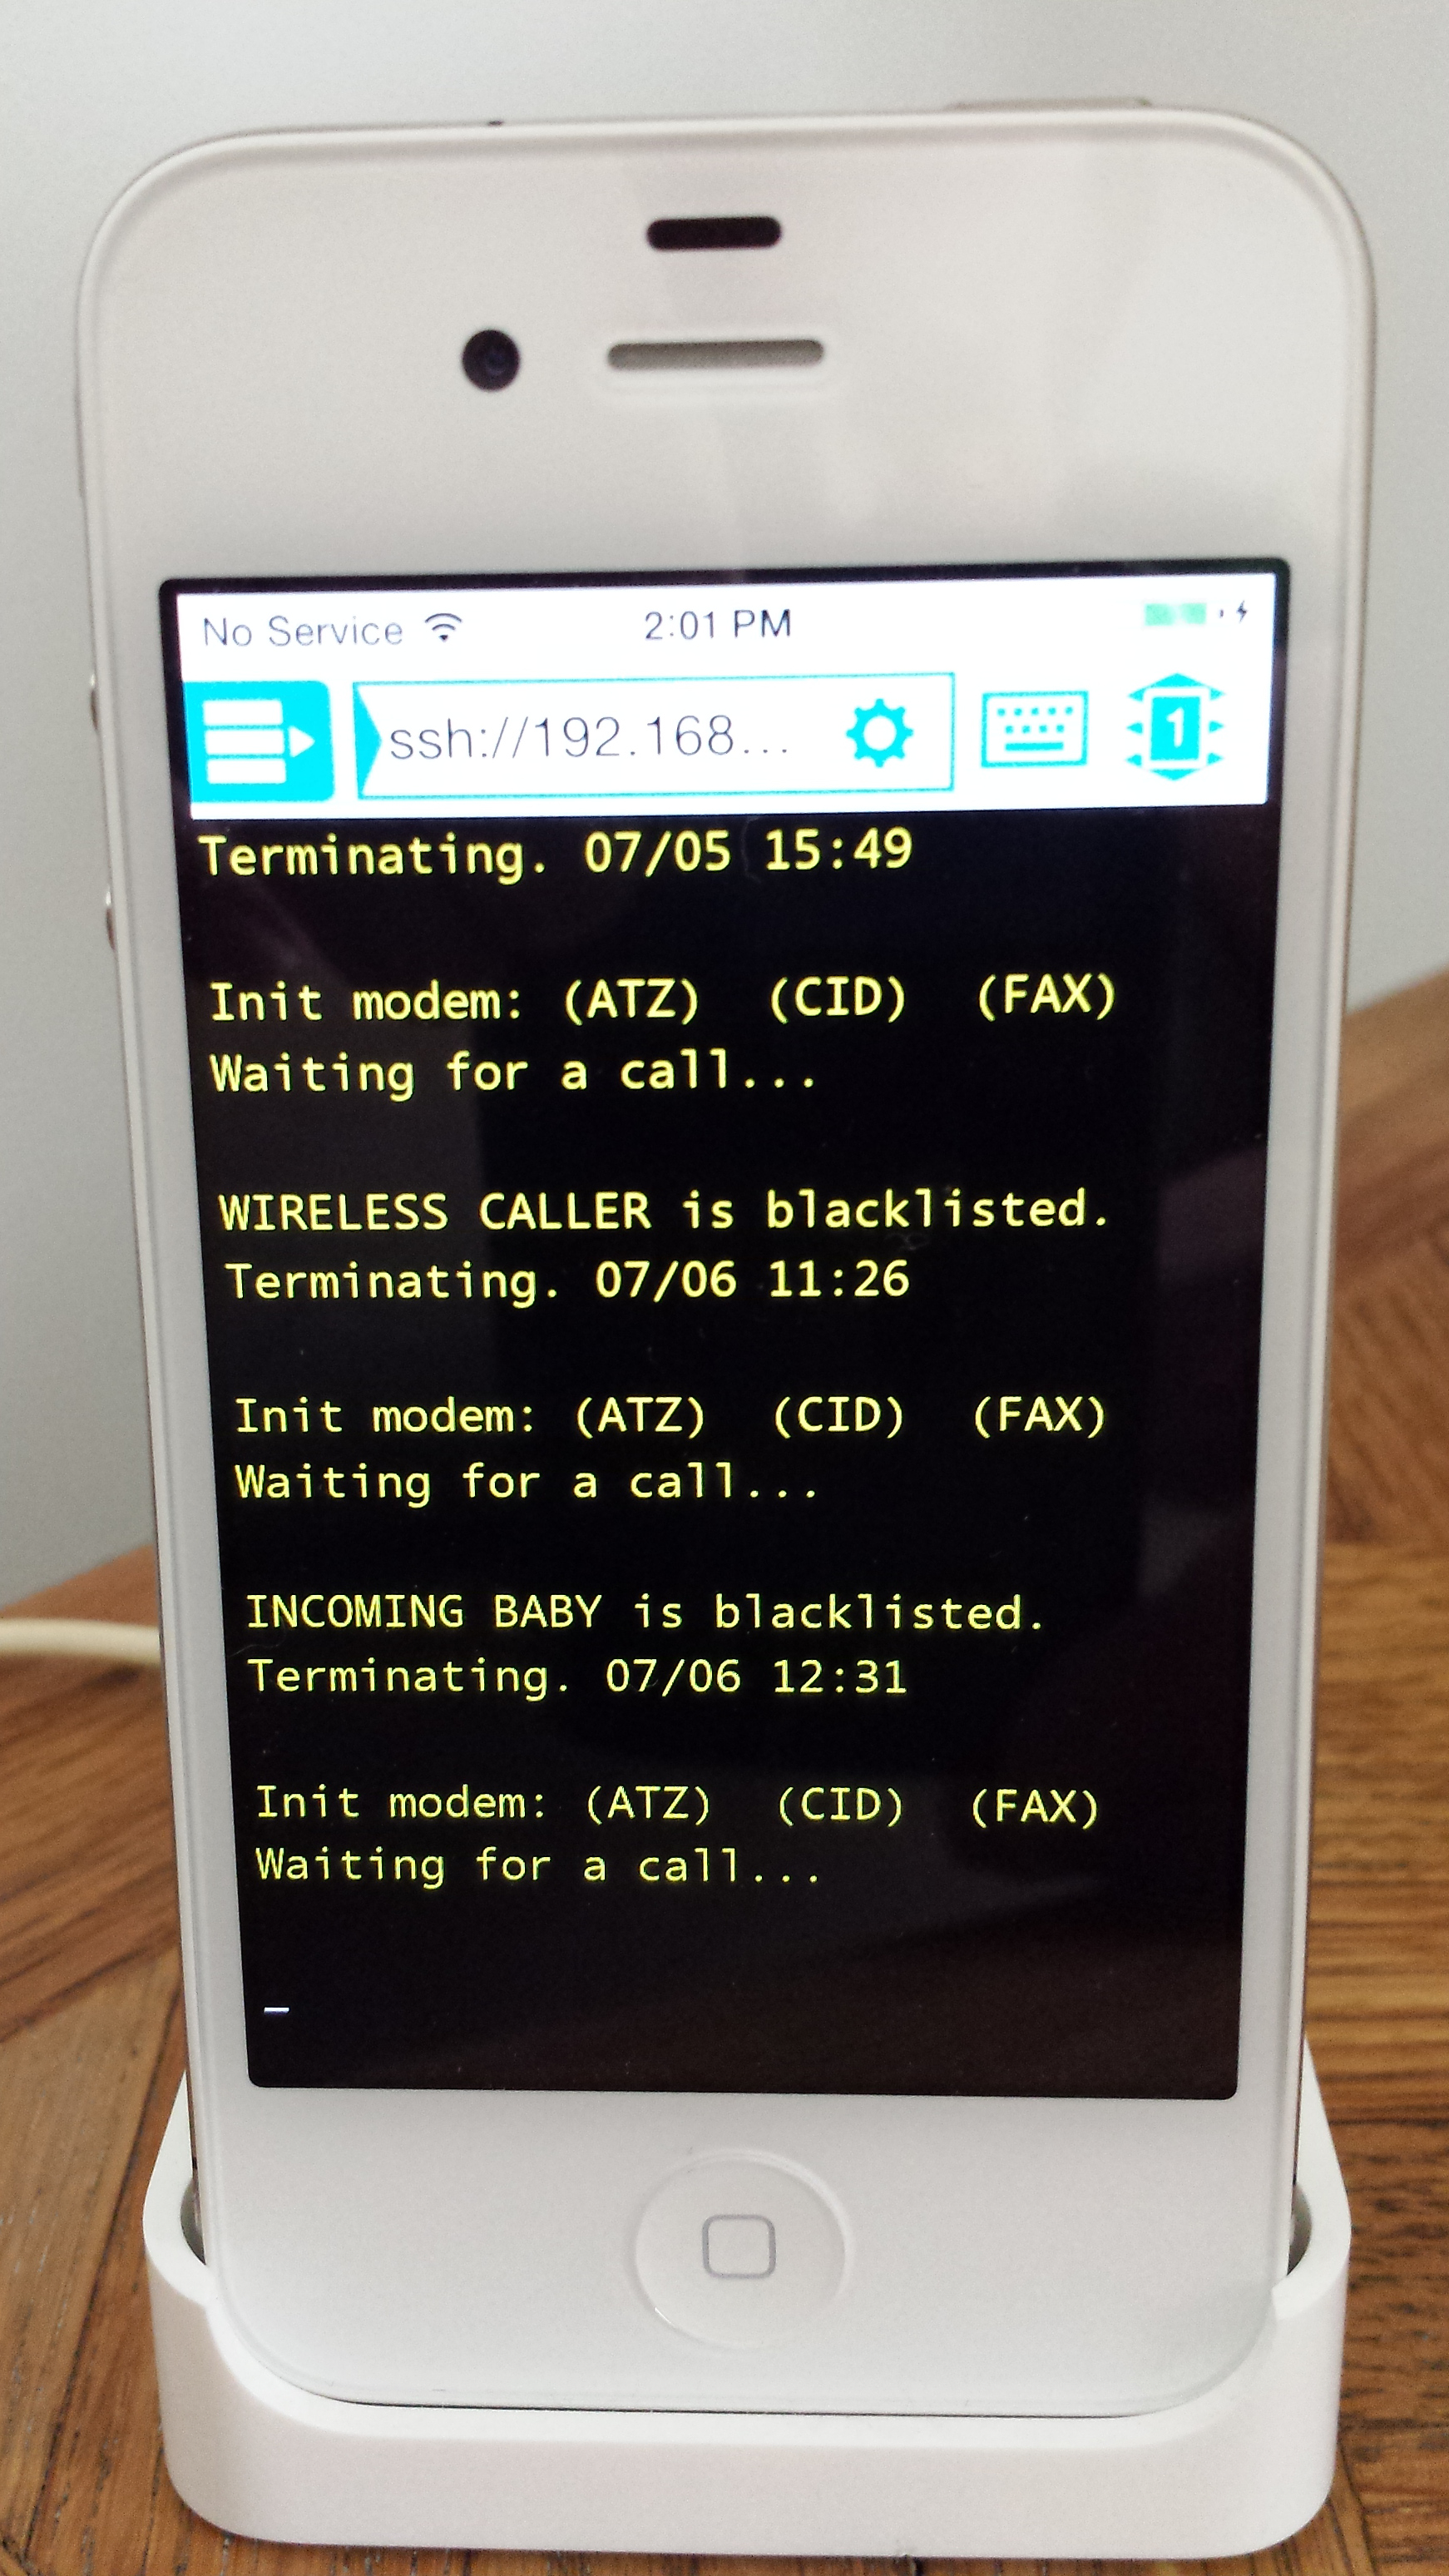 No Service 2:01 PM
ssh://192.168... 1
Terminating. 07/05 15:49
Init modem: (ATZ) (CID) (FAX)
Waiting for a call...
WIRELESS CALLER is blacklisted.
Terminating. 07/06 11:26
Init modem: (ATZ) (CID) (FAX)
Waiting for a call...
INCOMING BABY is blacklisted.
Terminating. 07/06 12:31
Init modem: (ATZ) (CID) (FAX)
Waiting for a call...
_